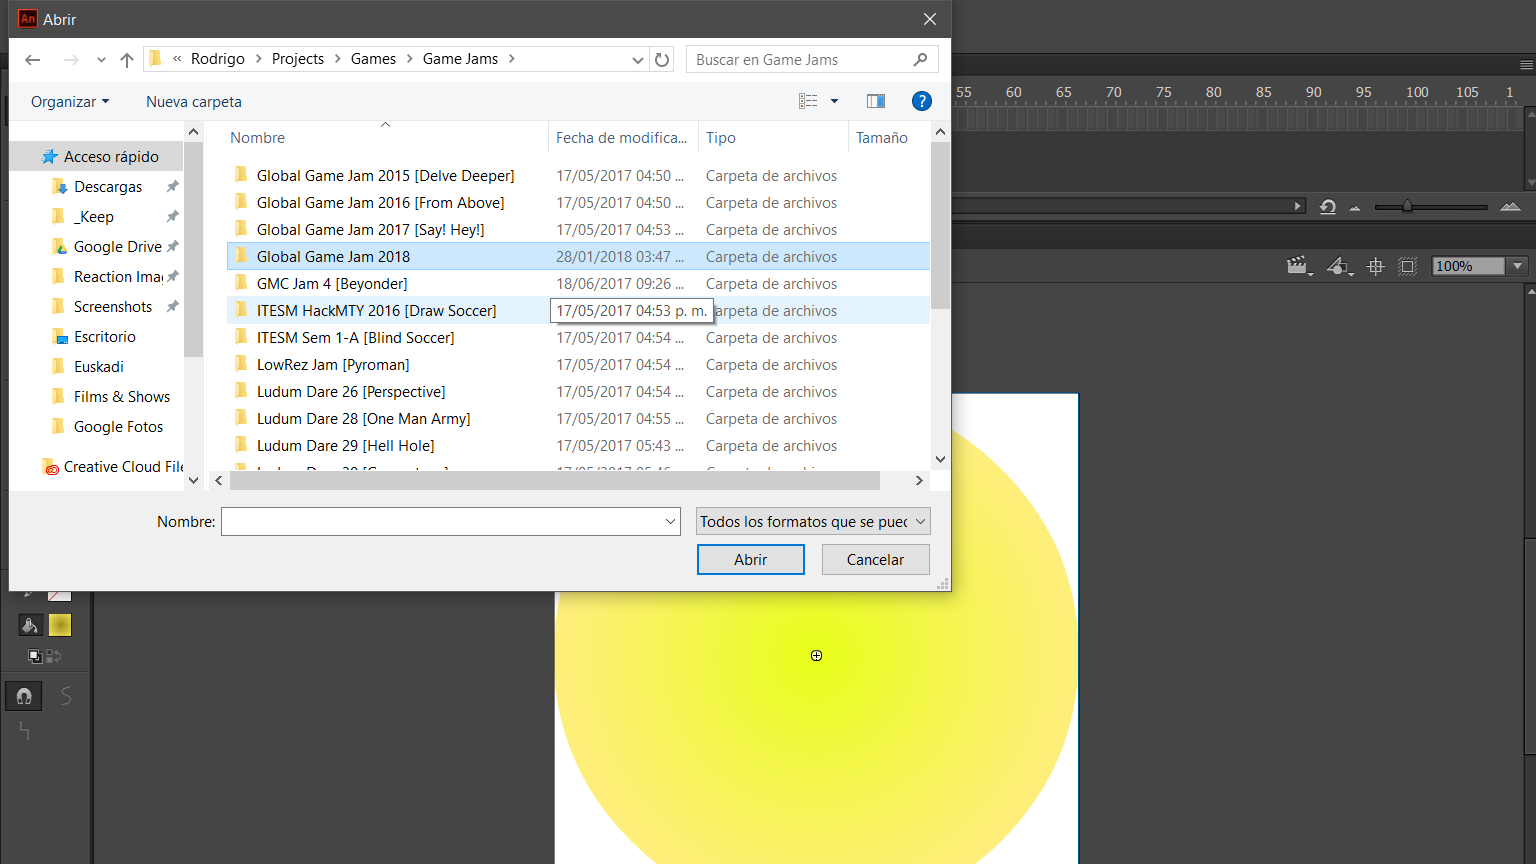 An Abrir
« Rodrigo > Projects > Games > Game Jams >
Buscar en Game Jams
Organizar
Nueva carpeta
?
Nombre
Fecha de modifica...
Tipo
Tamaño
Acceso rápido
Descargas
_Keep
Google Drive
Reaction Imag
Screenshots
Escritorio
Euskadi
Films & Shows
Google Fotos
Creative Cloud File
Global Game Jam 2015 [Delve Deeper] 17/05/2017 04:50 ... Carpeta de archivos
Global Game Jam 2016 [From Above] 17/05/2017 04:50 ... Carpeta de archivos
Global Game Jam 2017 [Say! Hey!] 17/05/2017 04:53 ... Carpeta de archivos
Global Game Jam 2018 28/01/2018 03:47 ... Carpeta de archivos
GMC Jam 4 [Beyonder] 18/06/2017 09:26 ... Carpeta de archivos
ITESM HackMTY 2016 [Draw Soccer] 17/05/2017 04:53 p. m. arpeta de archivos
ITESM Sem 1-A [Blind Soccer] 17/05/2017 04:54 ... Carpeta de archivos
LowRez Jam [Pyroman] 17/05/2017 04:54 ... Carpeta de archivos
Ludum Dare 26 [Perspective] 17/05/2017 04:54 ... Carpeta de archivos
Ludum Dare 28 [One Man Army] 17/05/2017 04:55 ... Carpeta de archivos
Ludum Dare 29 [Hell Hole] 17/05/2017 05:43 ... Carpeta de archivos
Nombre:
Todos los formatos que se puec
Abrir
Cancelar
55 60 65 70 75 80 85 90 95 100 105 1
100%